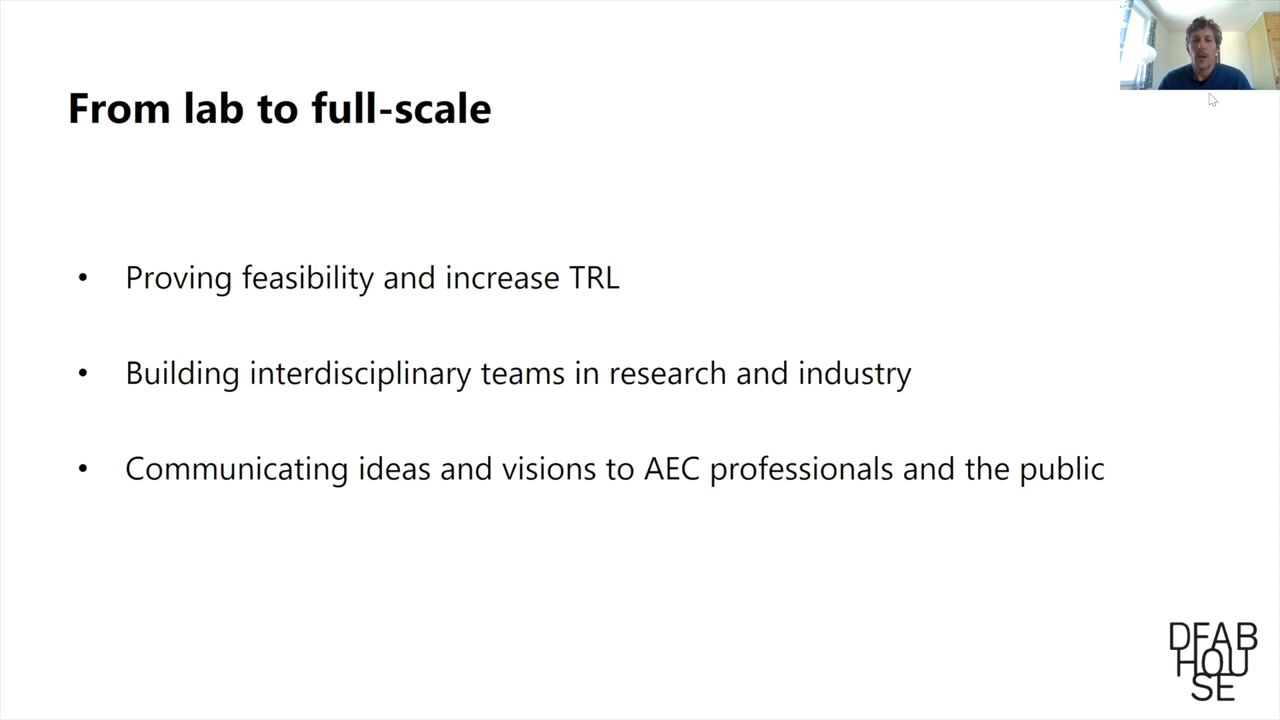 From lab to full-scale
• Proving feasibility and increase TRL
• Building interdisciplinary teams in research and industry
• Communicating ideas and visions to AEC professionals and the public
DFAB
HOU
SE